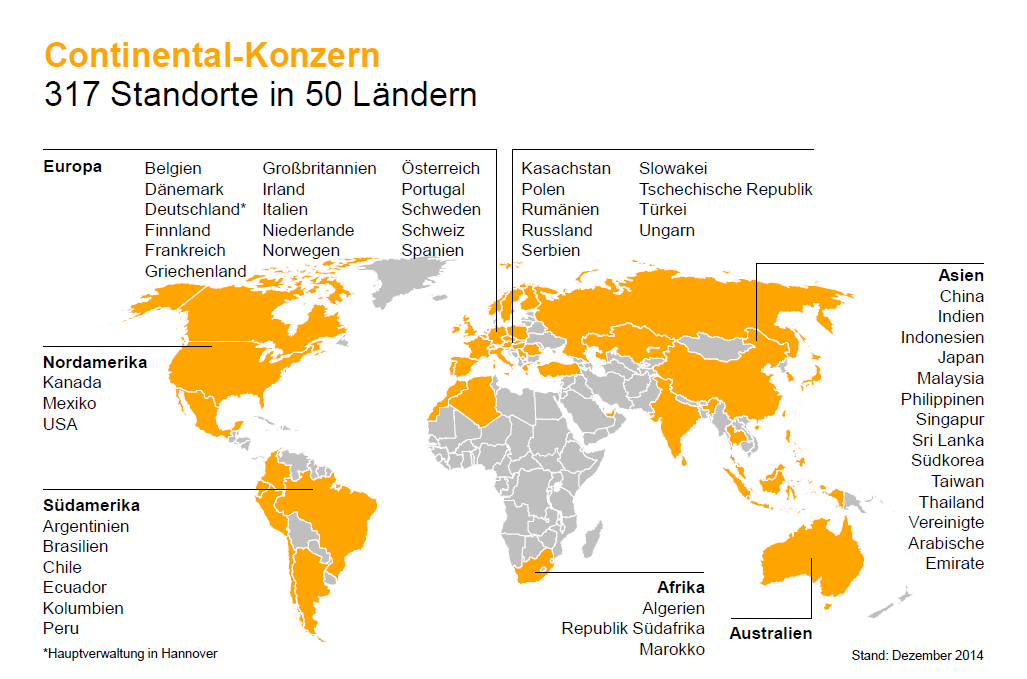 Continental-Konzern
317 Standorte in 50 Ländern
Europa
Belgien
Dänemark
Deutschland*
Finnland
Frankreich
Griechenland
Großbritannien
Irland
Italien
Niederlande
Norwegen
Österreich
Portugal
Schweden
Schweiz
Spanien
Kasachstan
Polen
Rumänien
Russland
Serbien
Slowakei
Tschechische Republik
Türkei
Ungarn
Asien
China
Indien
Indonesien
Japan
Malaysia
Philippinen
Singapur
Sri Lanka
Südkorea
Taiwan
Thailand
Vereinigte
Arabische
Emirate
Nordamerika
Kanada
Mexiko
USA
Südamerika
Argentinien
Brasilien
Chile
Ecuador
Kolumbien
Peru
Afrika
Algerien
Republik Südafrika
Marokko
Australien
*Hauptverwaltung in Hannover
Stand: Dezember 2014